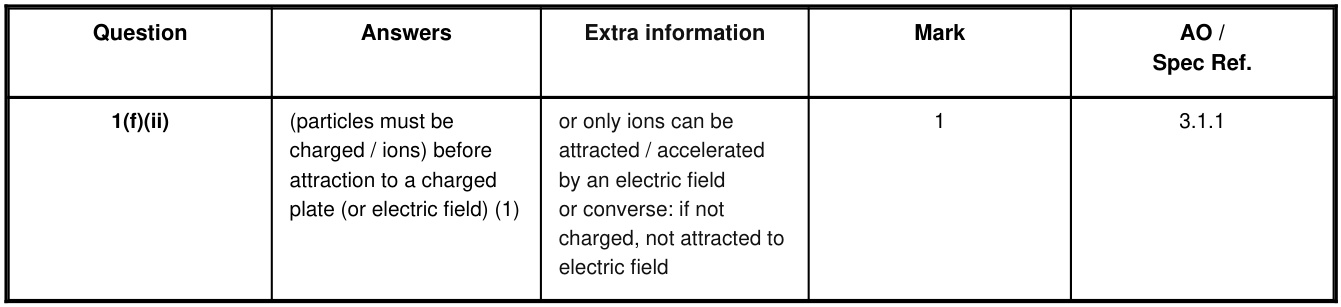 Question Answers Extra information Mark AO /
Spec Ref.
1(f)(ii) (particles must be or only ions can be 1 3.1.1
charged / ions) before attracted / accelerated
attraction to a charged by an electric field
plate (or electric field) (1) or converse: if not
charged, not attracted to
electric field